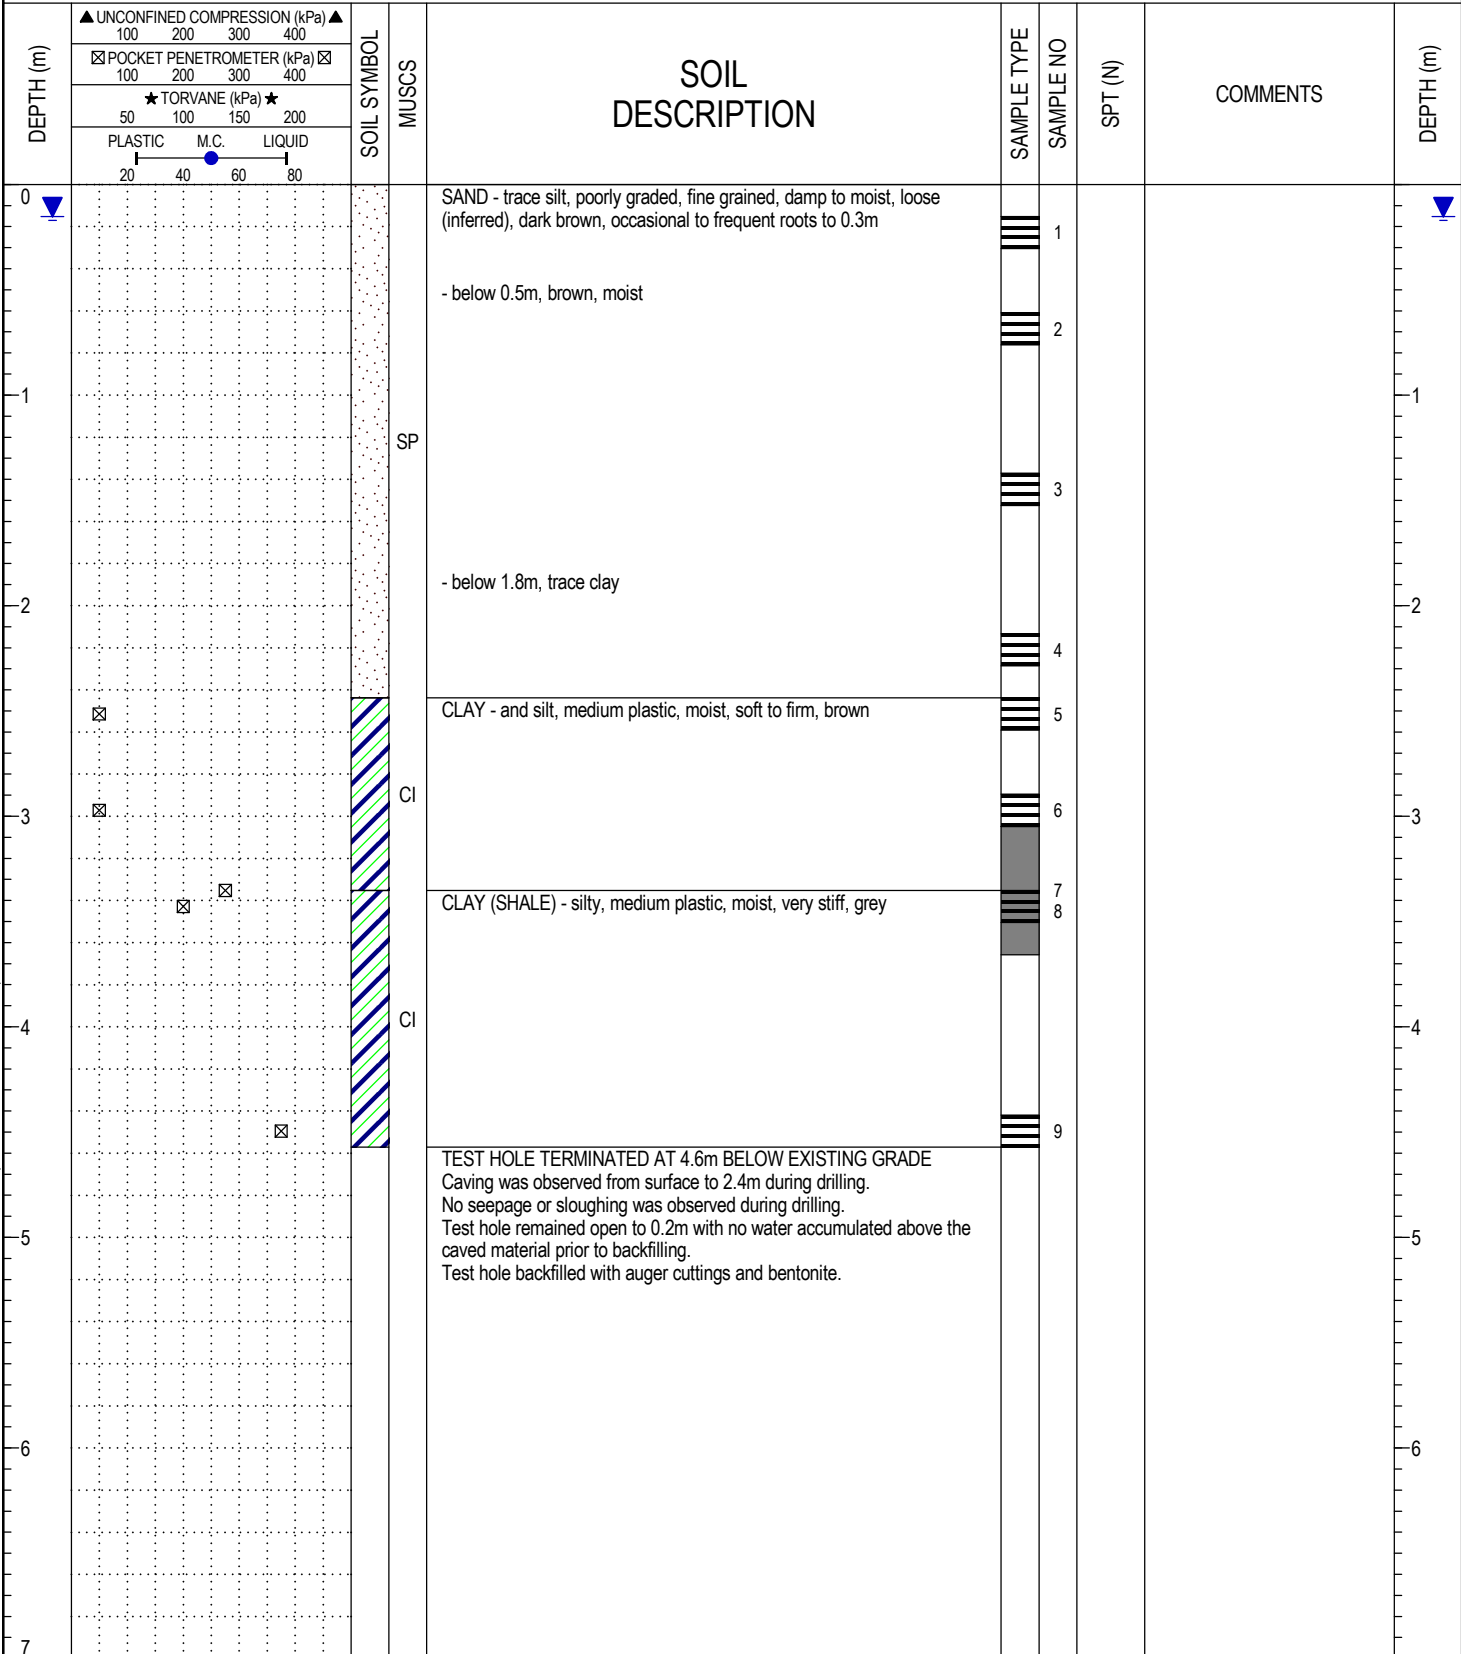 DEPTH (m)
▲ UNCONFINED COMPRESSION (kPa) ▲
100 200 300 400
☒ POCKET PENETROMETER (kPa) ☒
100 200 300 400
★ TORVANE (kPa) ★
50 100 150 200
PLASTIC M.C. LIQUID
20 40 60 80
SOIL SYMBOL
MUSCS
SOIL
DESCRIPTION
SAMPLE TYPE
SAMPLE NO
SPT (N)
COMMENTS
DEPTH (m)
0
SAND - trace silt, poorly graded, fine grained, damp to moist, loose
(inferred), dark brown, occasional to frequent roots to 0.3m
1
- below 0.5m, brown, moist
2
1 1
SP
3
- below 1.8m, trace clay
2 2
4
CLAY - and silt, medium plastic, moist, soft to firm, brown
5
CI
6
3 3
7
CLAY (SHALE) - silty, medium plastic, moist, very stiff, grey
8
CI
4 4
9
TEST HOLE TERMINATED AT 4.6m BELOW EXISTING GRADE
Caving was observed from surface to 2.4m during drilling.
No seepage or sloughing was observed during drilling.
Test hole remained open to 0.2m with no water accumulated above the
5 5
caved material prior to backfilling.
Test hole backfilled with auger cuttings and bentonite.
6 6
7